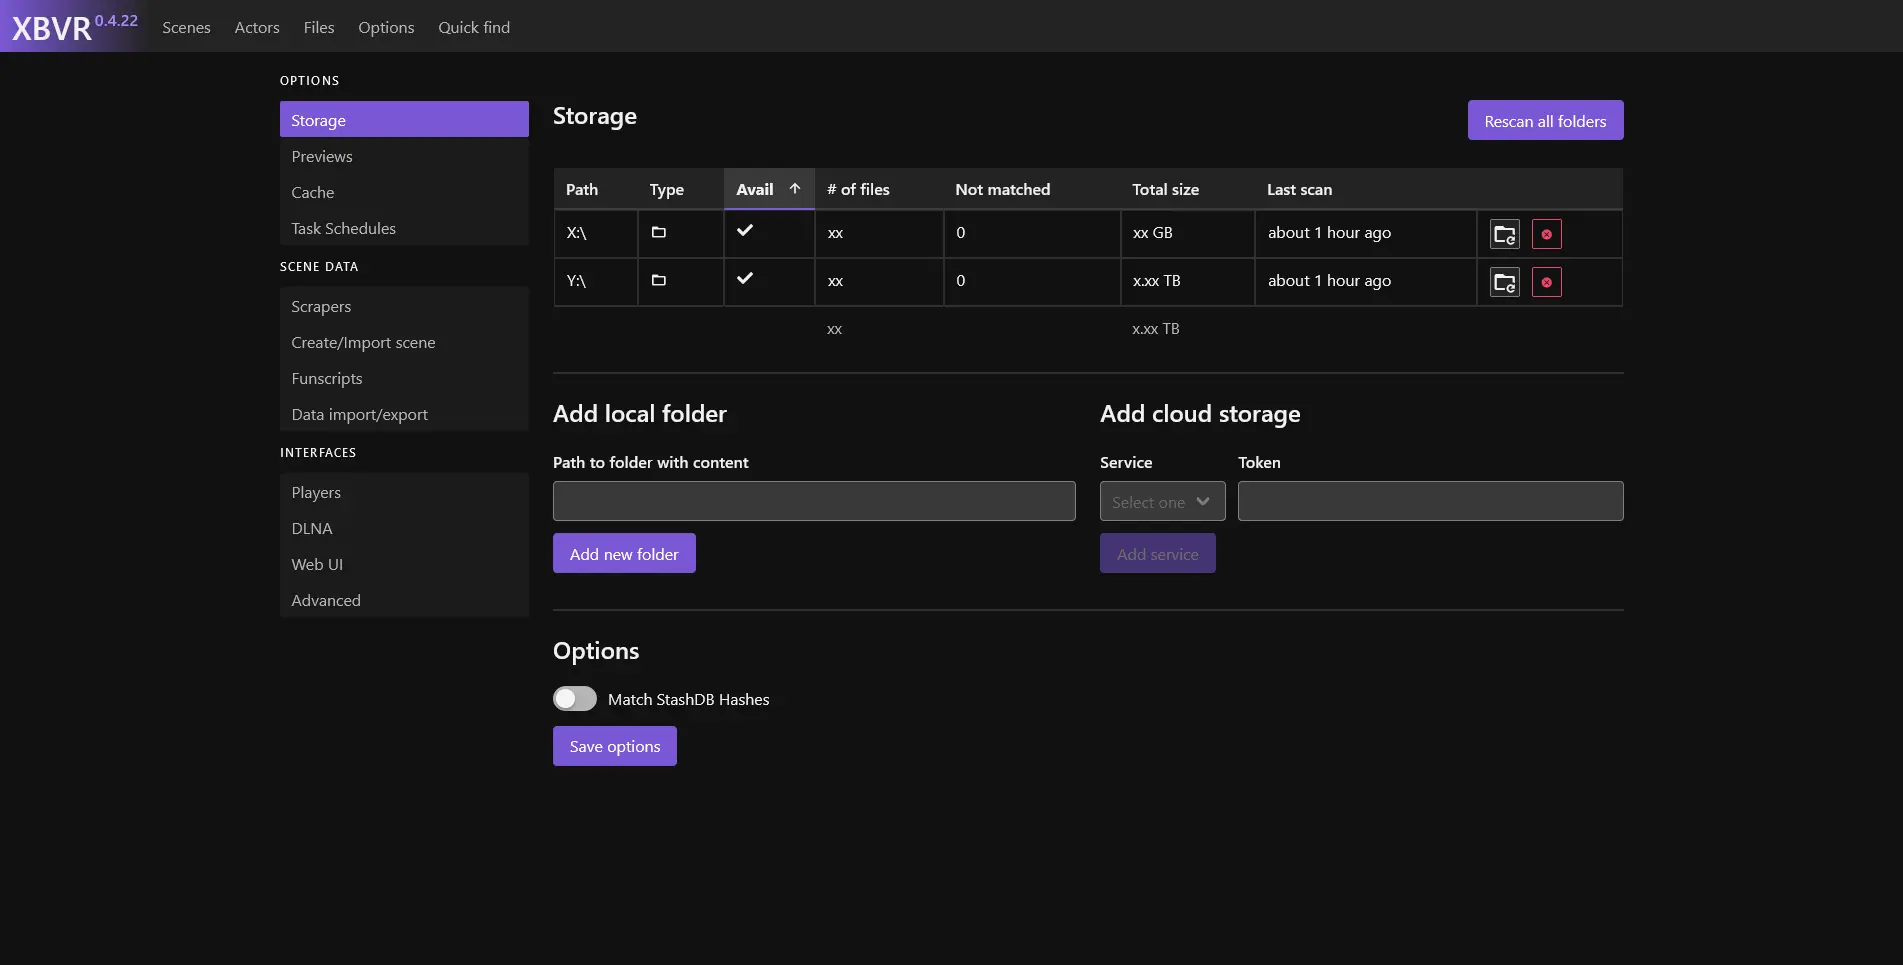 XBVR 0.4.22 Scenes Actors Files Options Quick find
OPTIONS
Storage
Previews
Cache
Task Schedules
SCENE DATA
Scrapers
Create/Import scene
Funscripts
Data import/export
INTERFACES
Players
DLNA
Web UI
Advanced
Storage
Rescan all folders
Path Type Avail # of files Not matched Total size Last scan
X:\ xx 0 xx GB about 1 hour ago
Y:\ xx 0 x.xx TB about 1 hour ago
xx x.xx TB
Add local folder
Path to folder with content
Add new folder
Add cloud storage
Service Token
Select one
Add service
Options
Match StashDB Hashes
Save options